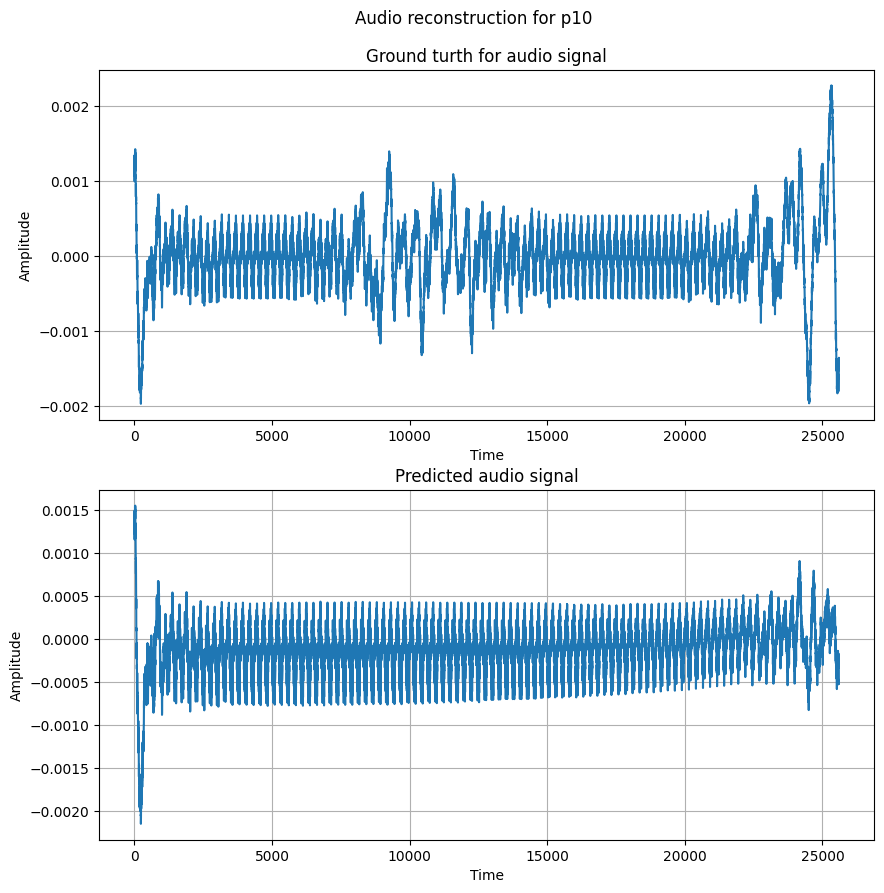 Audio reconstruction for p10
Ground turth for audio signal
0.002
0.001
0.000
−0.001
−0.002
Amplitude
0 5000 10000 15000 20000 25000
Time
Predicted audio signal
0.0015
0.0010
0.0005
0.0000
−0.0005
−0.0010
−0.0015
−0.0020
Amplitude
0 5000 10000 15000 20000 25000
Time